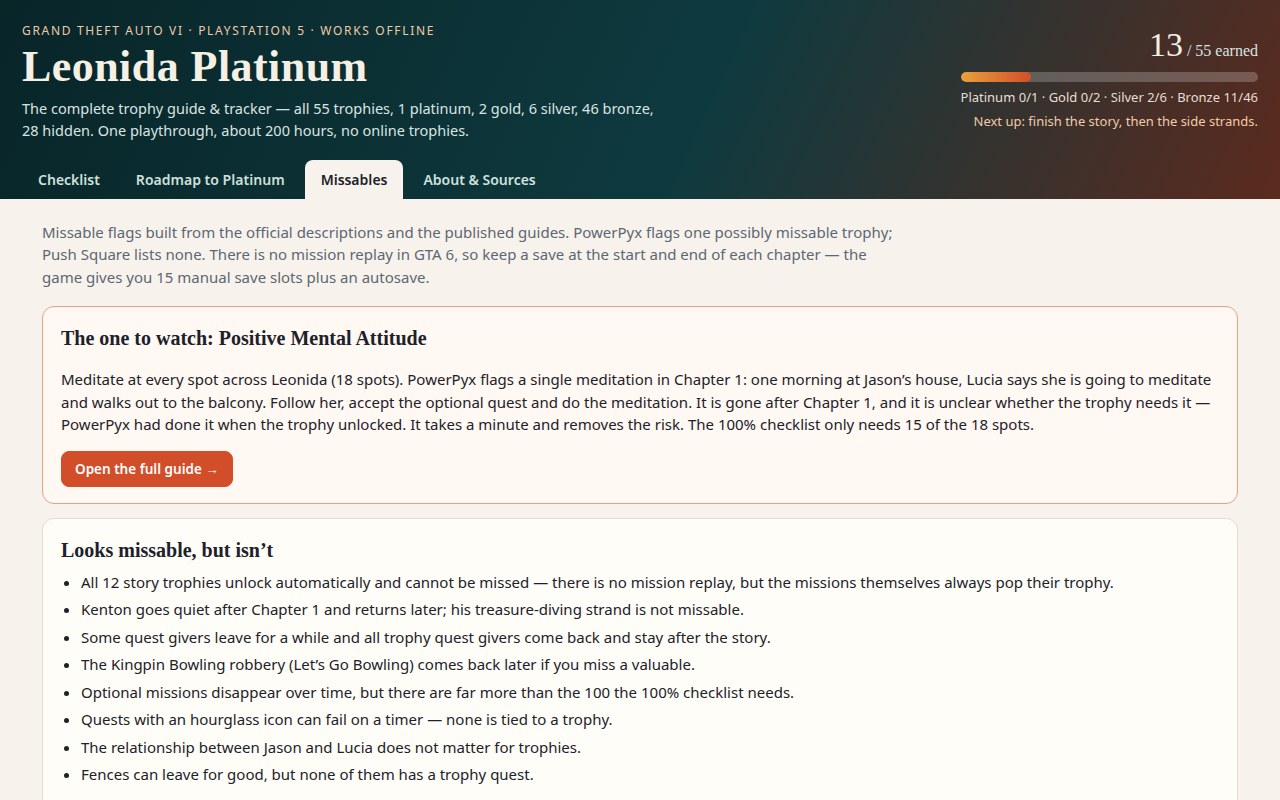 GRAND THEFT AUTO VI · PLAYSTATION 5 · WORKS OFFLINE
Leonida Platinum
The complete trophy guide & tracker — all 55 trophies, 1 platinum, 2 gold, 6 silver, 46 bronze,
28 hidden. One playthrough, about 200 hours, no online trophies.
13 / 55 earned
Platinum 0/1 · Gold 0/2 · Silver 2/6 · Bronze 11/46
Next up: finish the story, then the side strands.
Checklist
Roadmap to Platinum
Missables
About & Sources
Missable flags built from the official descriptions and the published guides. PowerPyx flags one possibly missable trophy;
Push Square lists none. There is no mission replay in GTA 6, so keep a save at the start and end of each chapter — the
game gives you 15 manual save slots plus an autosave.
The one to watch: Positive Mental Attitude
Meditate at every spot across Leonida (18 spots). PowerPyx flags a single meditation in Chapter 1: one morning at Jason’s house, Lucia says she is going to meditate
and walks out to the balcony. Follow her, accept the optional quest and do the meditation. It is gone after Chapter 1, and it is unclear whether the trophy needs it —
PowerPyx had done it when the trophy unlocked. It takes a minute and removes the risk. The 100% checklist only needs 15 of the 18 spots.
Open the full guide →
Looks missable, but isn’t
• All 12 story trophies unlock automatically and cannot be missed — there is no mission replay, but the missions themselves always pop their trophy.
• Kenton goes quiet after Chapter 1 and returns later; his treasure-diving strand is not missable.
• Some quest givers leave for a while and all trophy quest givers come back and stay after the story.
• The Kingpin Bowling robbery (Let’s Go Bowling) comes back later if you miss a valuable.
• Optional missions disappear over time, but there are far more than the 100 the 100% checklist needs.
• Quests with an hourglass icon can fail on a timer — none is tied to a trophy.
• The relationship between Jason and Lucia does not matter for trophies.
• Fences can leave for good, but none of them has a trophy quest.